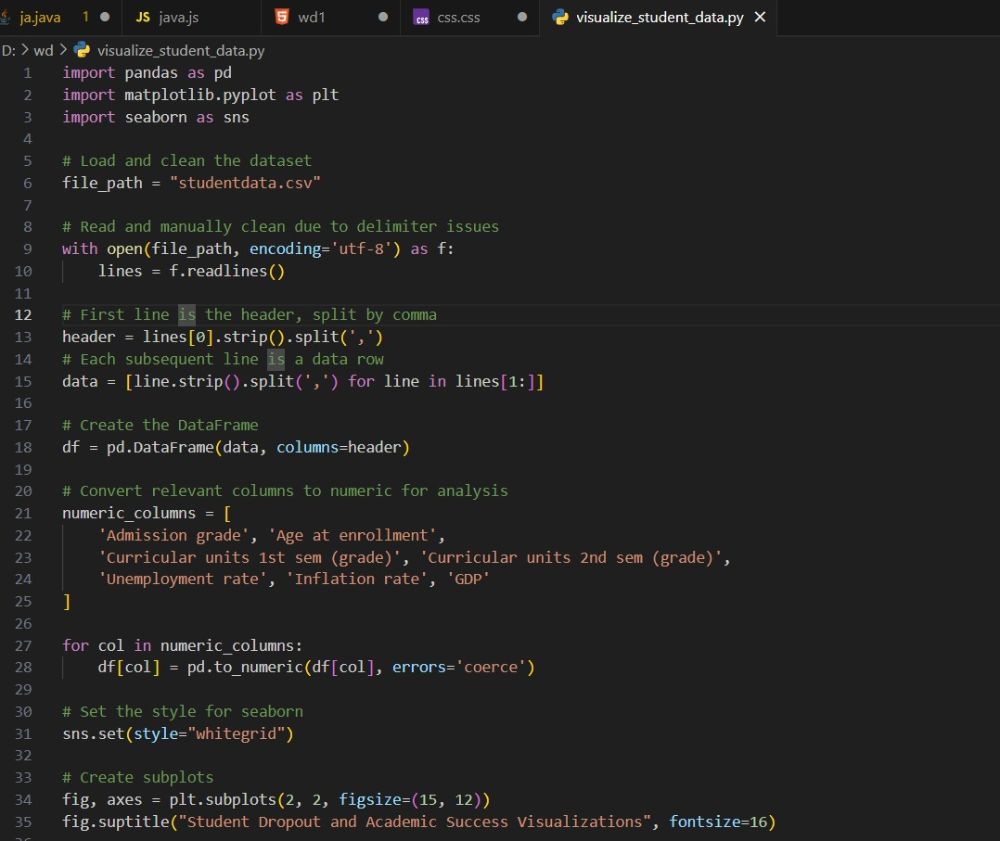 ja.java 1 JS java.js wd1 css css.css visualize_student_data.py
D: > wd > visualize_student_data.py
1 import pandas as pd
2 import matplotlib.pyplot as plt
3 import seaborn as sns
4
5 # Load and clean the dataset
6 file_path = "studentdata.csv"
7
8 # Read and manually clean due to delimiter issues
9 with open(file_path, encoding='utf-8') as f:
10     lines = f.readlines()
11
12 # First line is the header, split by comma
13 header = lines[0].strip().split(',')
14 # Each subsequent line is a data row
15 data = [line.strip().split(',') for line in lines[1:]]
16
17 # Create the DataFrame
18 df = pd.DataFrame(data, columns=header)
19
20 # Convert relevant columns to numeric for analysis
21 numeric_columns = [
22     'Admission grade', 'Age at enrollment',
23     'Curricular units 1st sem (grade)', 'Curricular units 2nd sem (grade)',
24     'Unemployment rate', 'Inflation rate', 'GDP'
25 ]
26
27 for col in numeric_columns:
28     df[col] = pd.to_numeric(df[col], errors='coerce')
29
30 # Set the style for seaborn
31 sns.set(style="whitegrid")
32
33 # Create subplots
34 fig, axes = plt.subplots(2, 2, figsize=(15, 12))
35 fig.suptitle("Student Dropout and Academic Success Visualizations", fontsize=16)